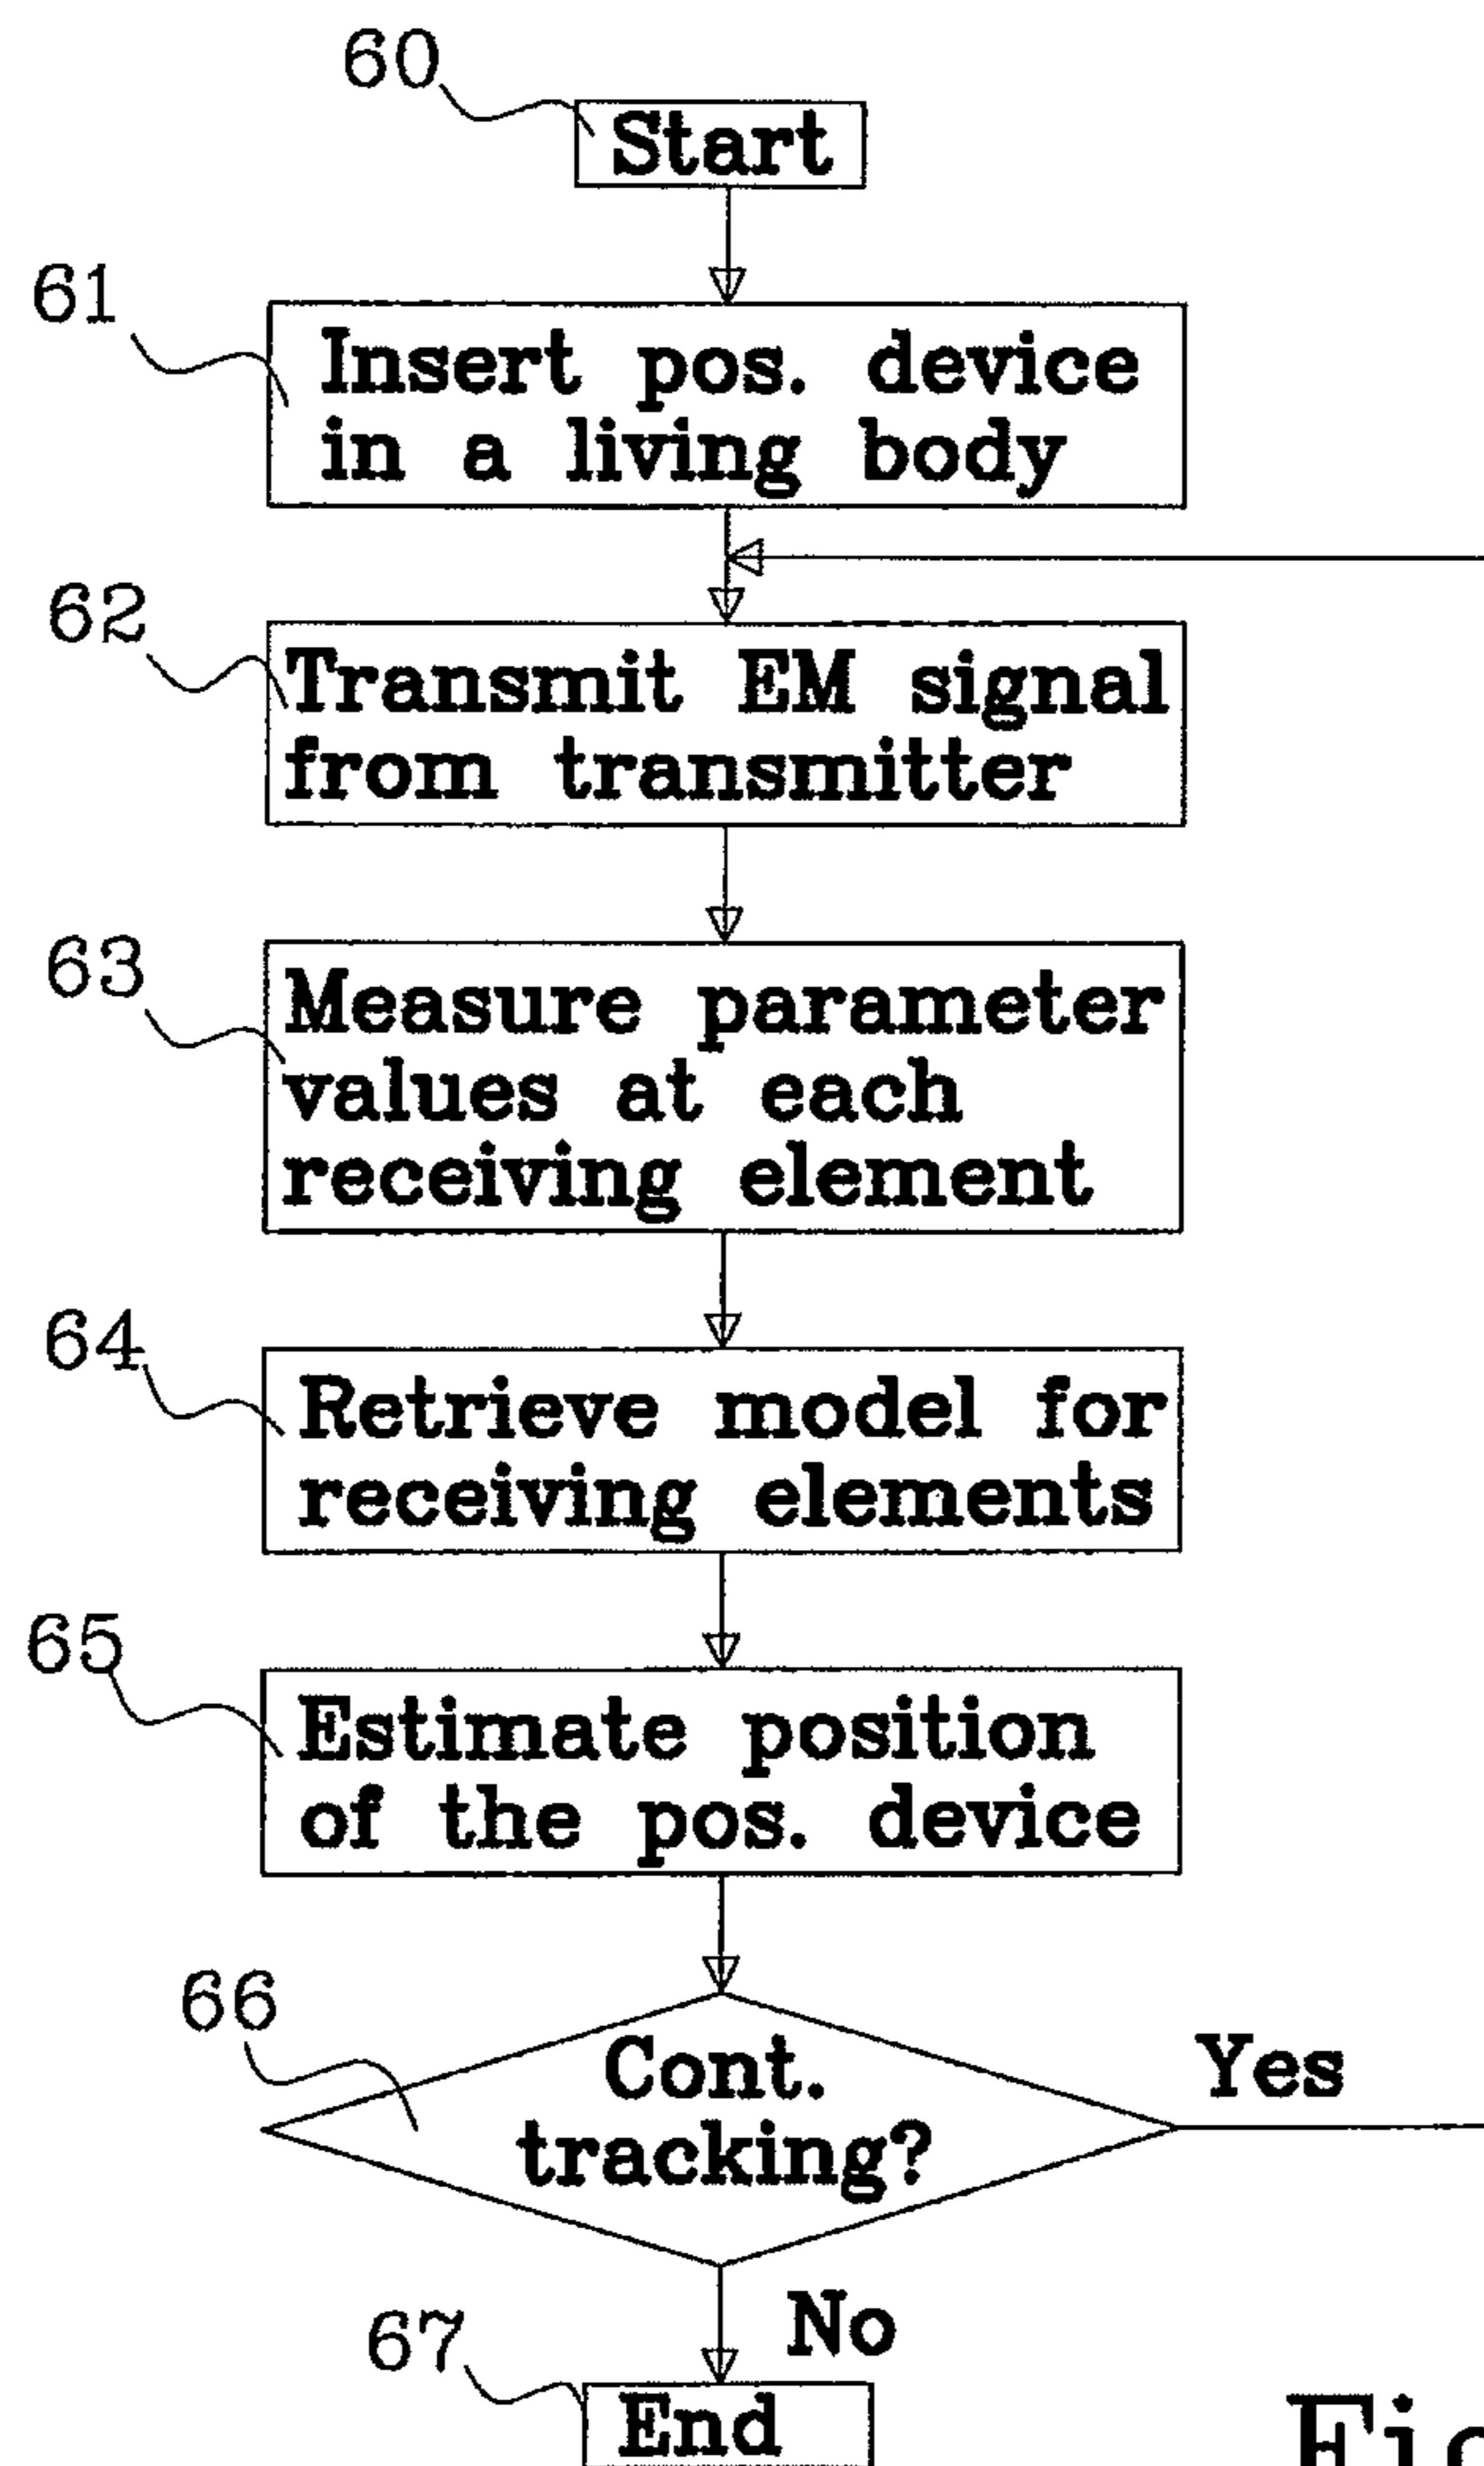 60
Start
61
Insert pos. device
in a living body
62
Transmit EM signal
from transmitter
63
Measure parameter
values at each
receiving element
64
Retrieve model for
receiving elements
65
Estimate position
of the pos. device
66
Cont.
tracking?
Yes
No
67
End